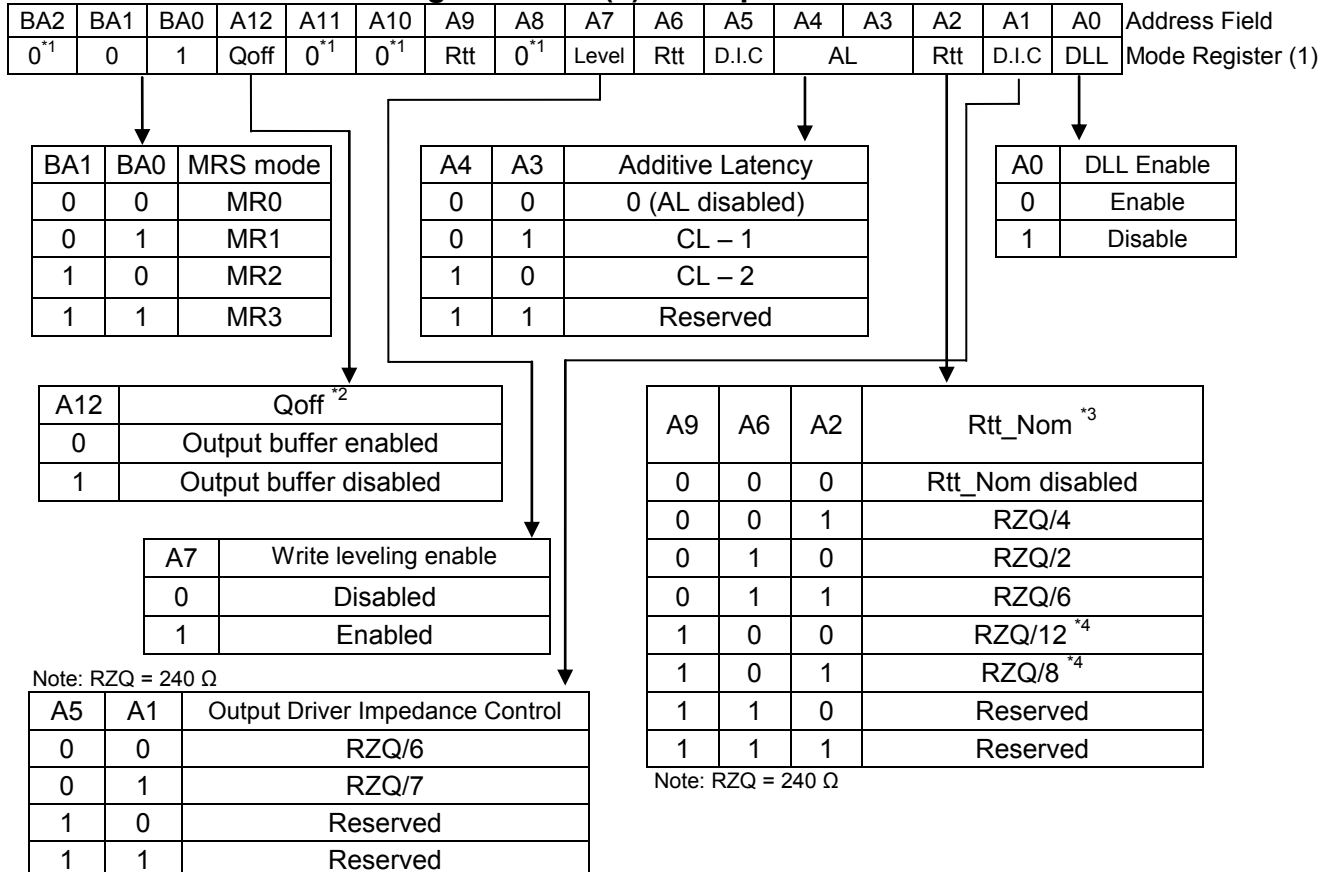 BA2 BA1 BA0 A12 A11 A10 A9 A8 A7 A6 A5 A4 A3 A2 A1 A0 Address Field
0*1 0 1 Qoff 0*1 0*1 Rtt 0*1 Level Rtt D.I.C AL Rtt D.I.C DLL Mode Register (1)
BA1 BA0 MRS mode
0 0 MR0
0 1 MR1
1 0 MR2
1 1 MR3
A4 A3 Additive Latency
0 0 0 (AL disabled)
0 1 CL – 1
1 0 CL – 2
1 1 Reserved
A0 DLL Enable
0 Enable
1 Disable
A12 Qoff *2
0 Output buffer enabled
1 Output buffer disabled
A9 A6 A2 Rtt_Nom *3
0 0 0 Rtt_Nom disabled
0 0 1 RZQ/4
0 1 0 RZQ/2
0 1 1 RZQ/6
1 0 0 RZQ/12 *4
1 0 1 RZQ/8 *4
1 1 0 Reserved
1 1 1 Reserved
Note: RZQ = 240 Ω
A7 Write leveling enable
0 Disabled
1 Enabled
Note: RZQ = 240 Ω
A5 A1 Output Driver Impedance Control
0 0 RZQ/6
0 1 RZQ/7
1 0 Reserved
1 1 Reserved